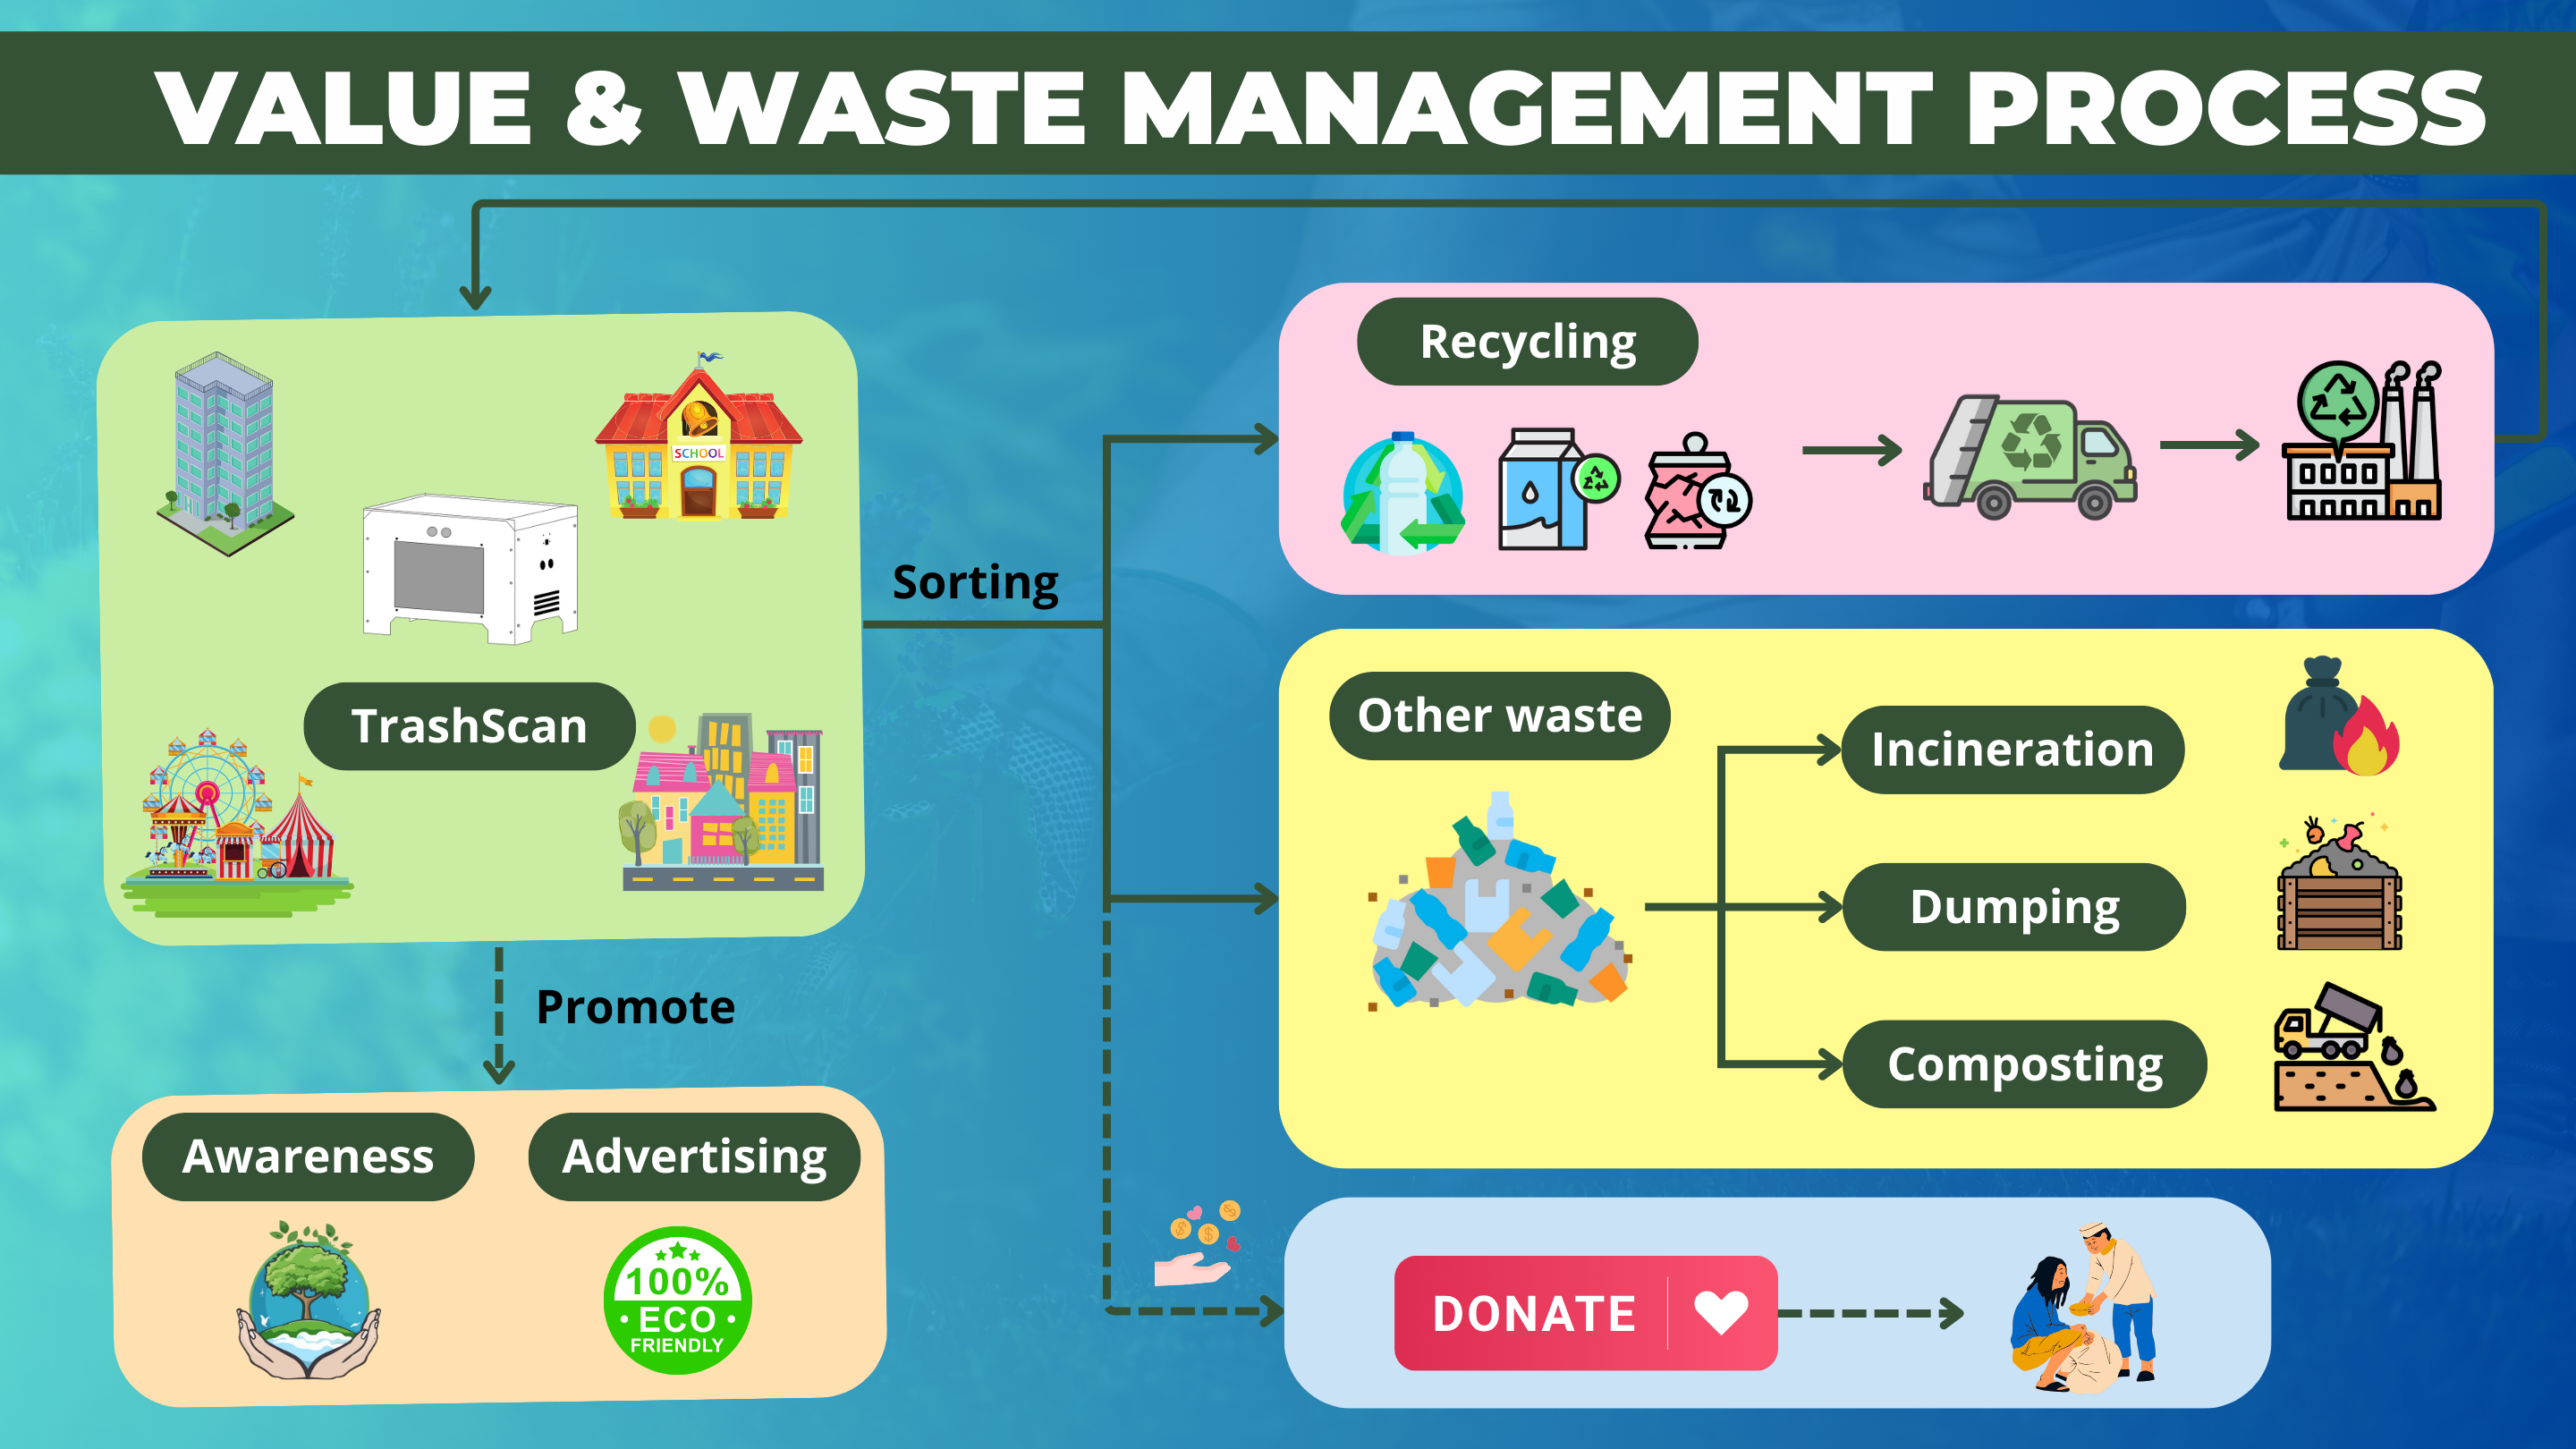 VALUE & WASTE MANAGEMENT PROCESS
SCHOOL
TrashScan
Sorting
Recycling
Other waste
Incineration
Dumping
Composting
Promote
Awareness
Advertising
100%
• ECO •
FRIENDLY
$ $ $
DONATE